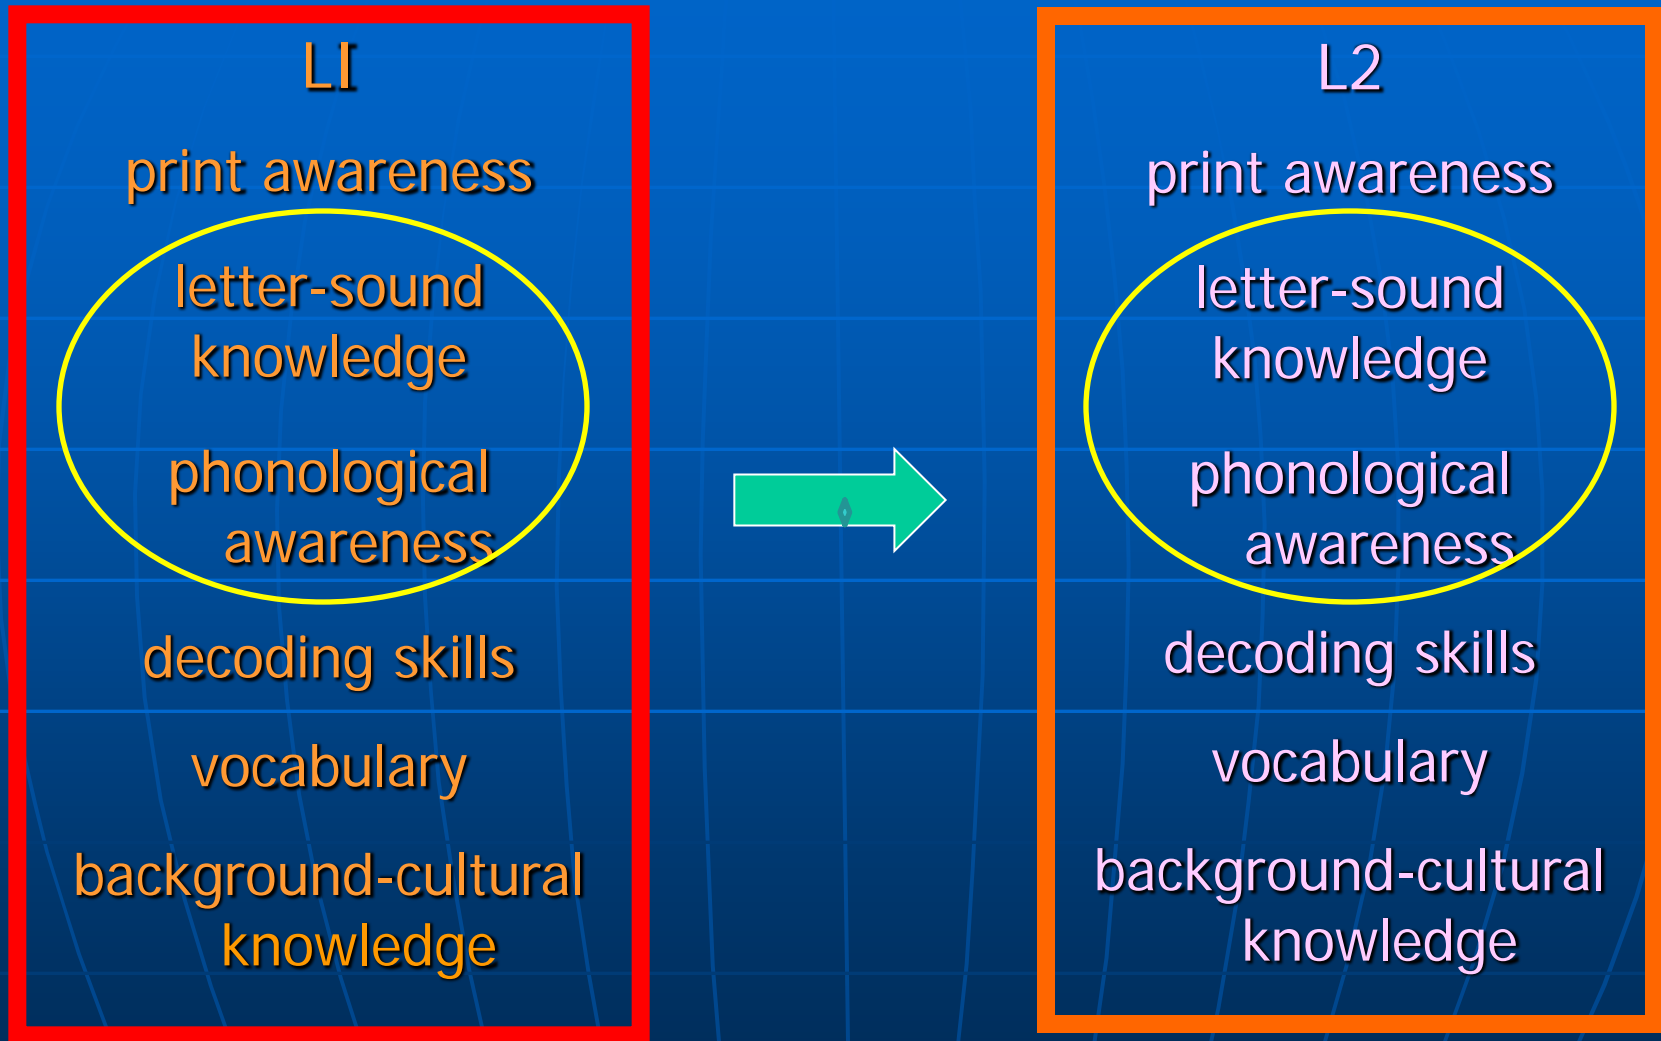 LI
print awareness
letter-sound
knowledge
phonological
awareness
decoding skills
vocabulary
background-cultural
knowledge
L2
print awareness
letter-sound
knowledge
phonological
awareness
decoding skills
vocabulary
background-cultural
knowledge